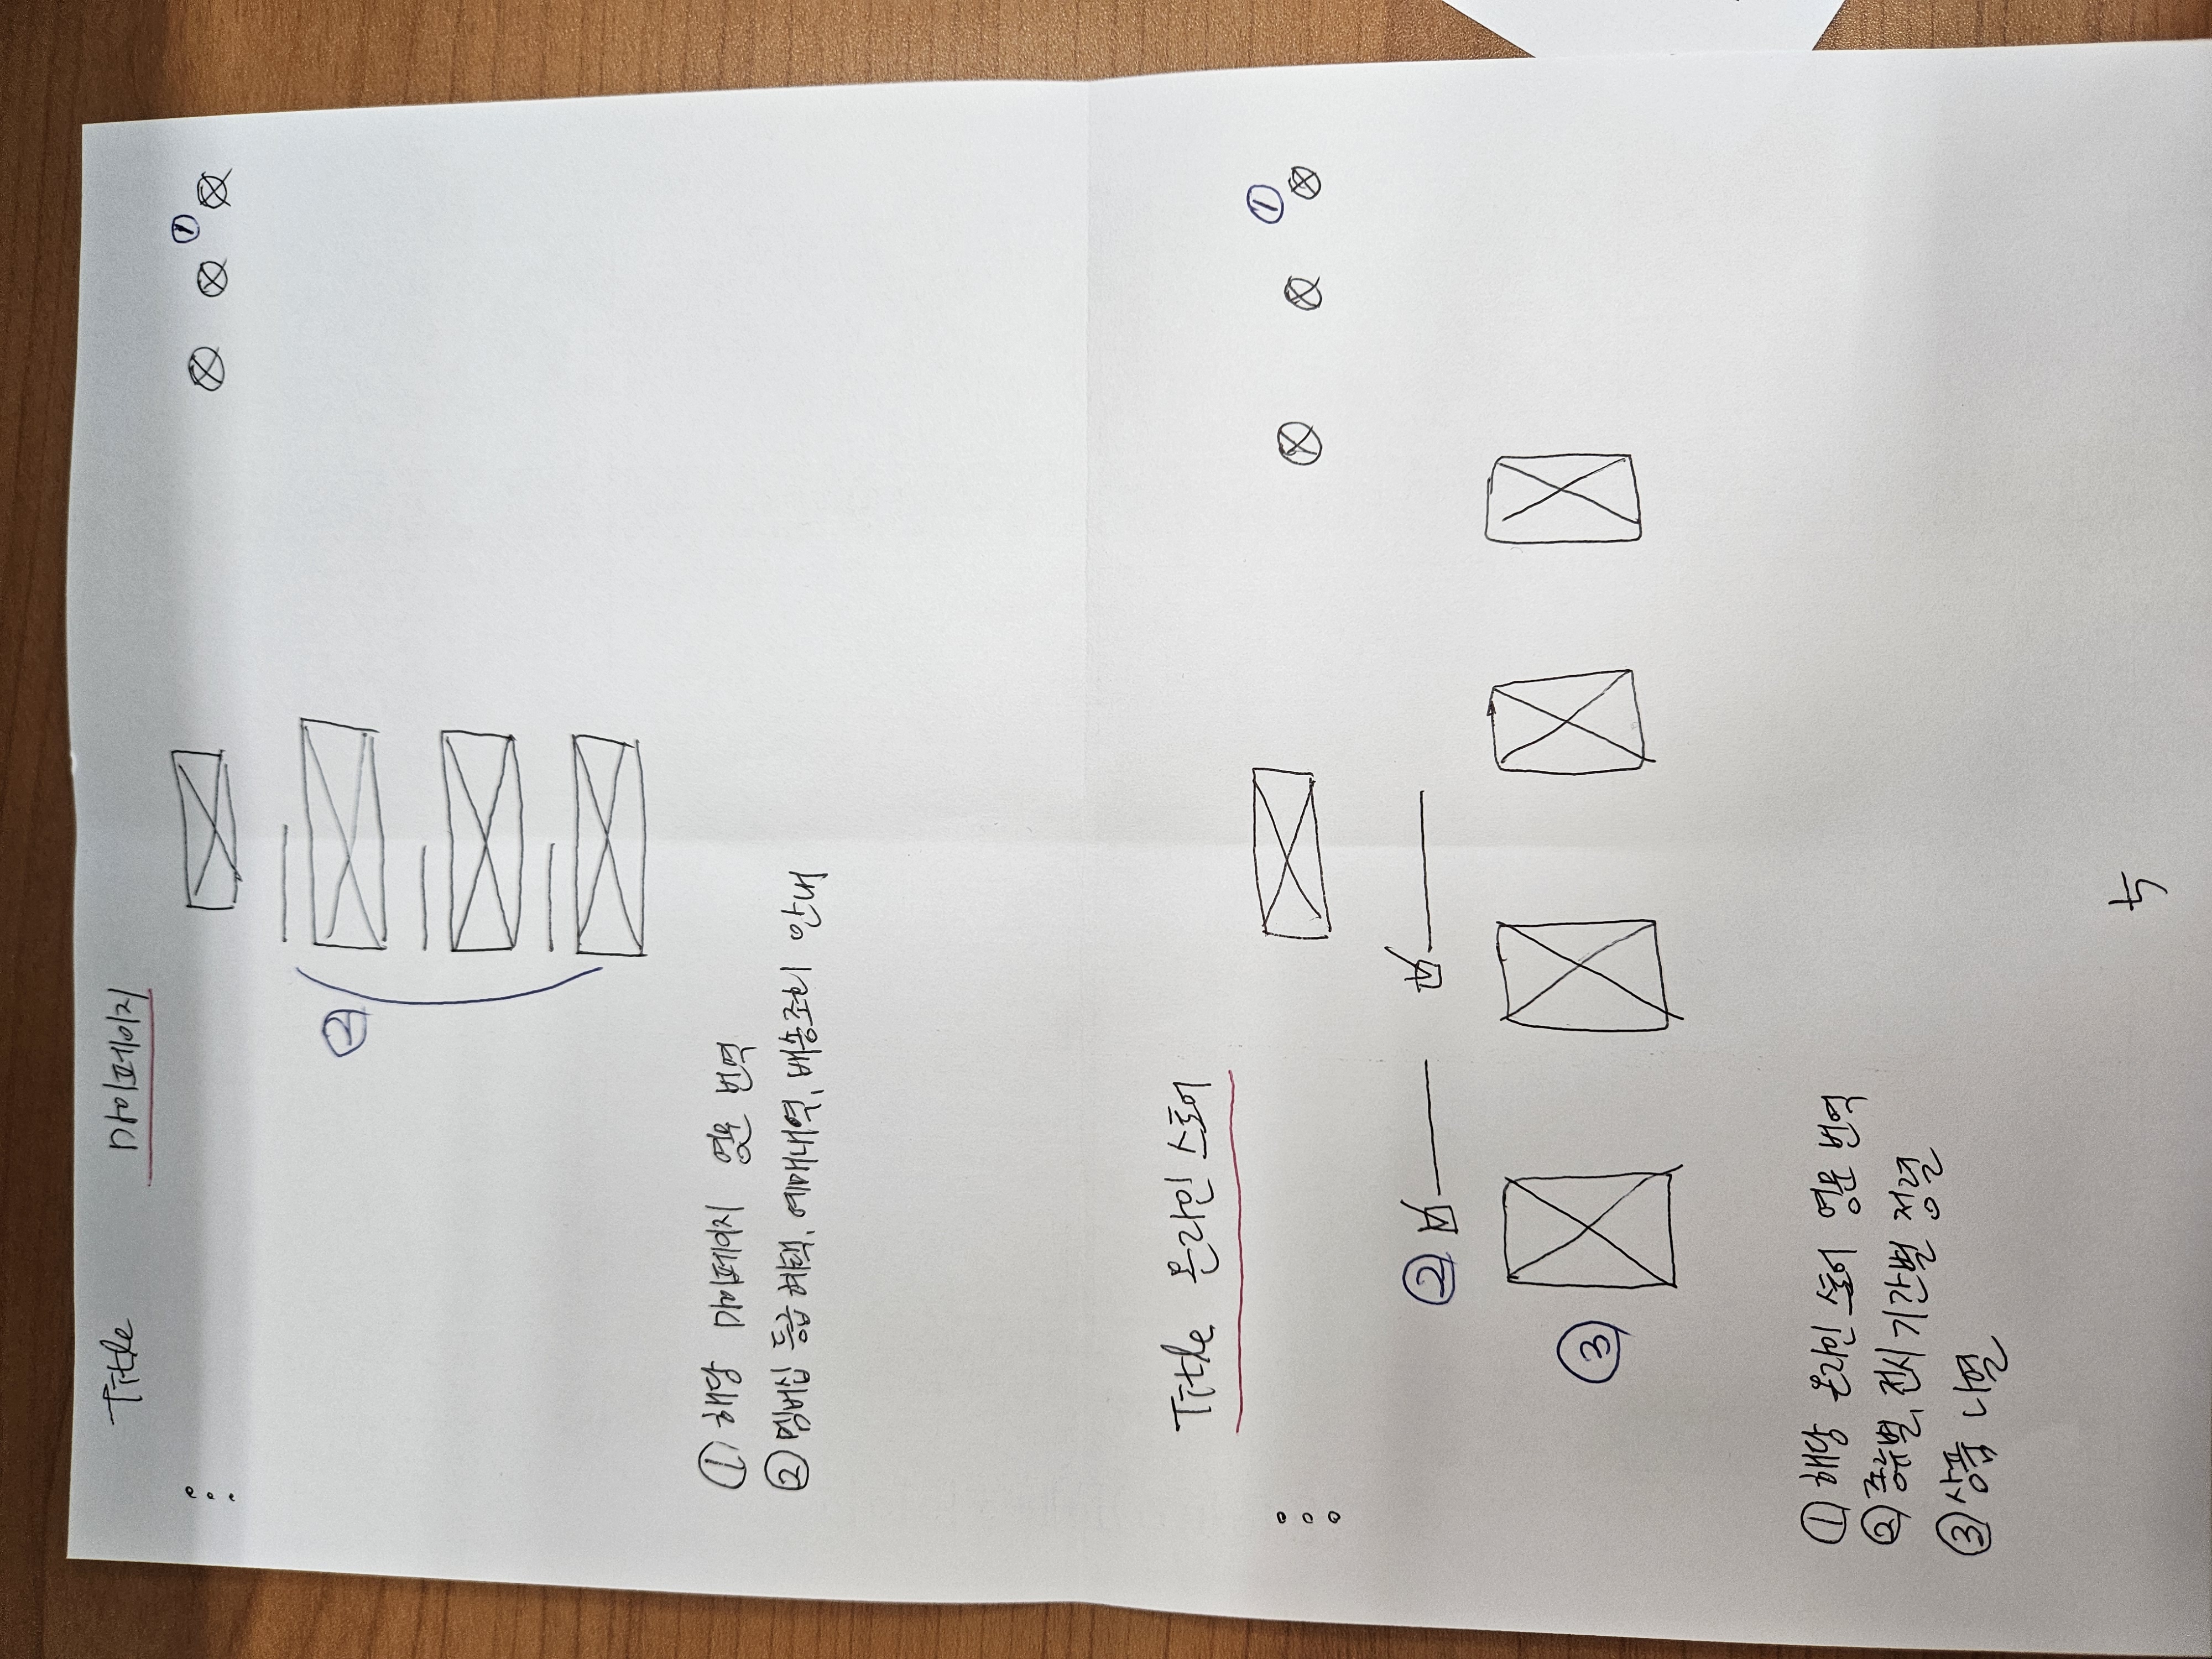 Title 마이페이지
①
②
① 해당 마이페이지 영문 번역
② 멤버십 등급 혜택, 예매내역, 배송조회 안내
Title 온라인 스토어
①
②
③
① 해당 온라인 스토어 영문 번역
② 종류별, 전시 기간별 정렬
③ 상품 나열
5